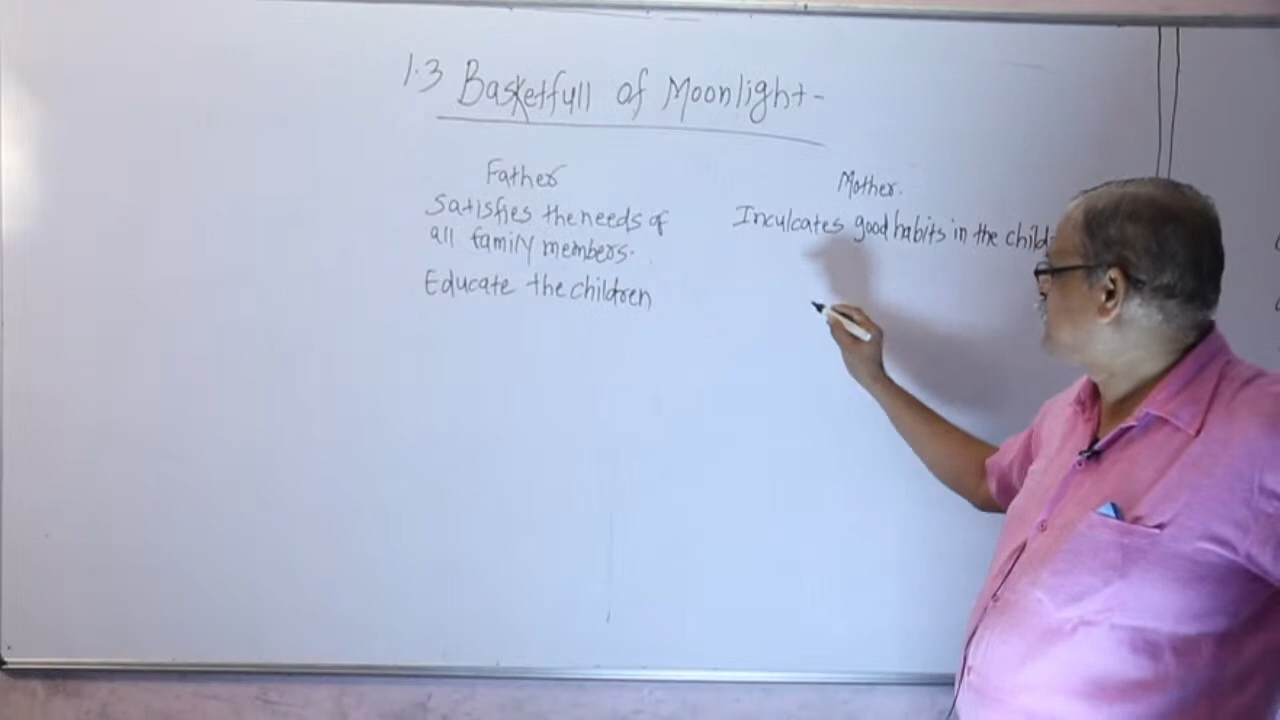 1.3 Basketfull of Moonlight-
Father
Satisfies the needs of
all family members.
Educate the children
Mother.
Inculcates good habits in the child